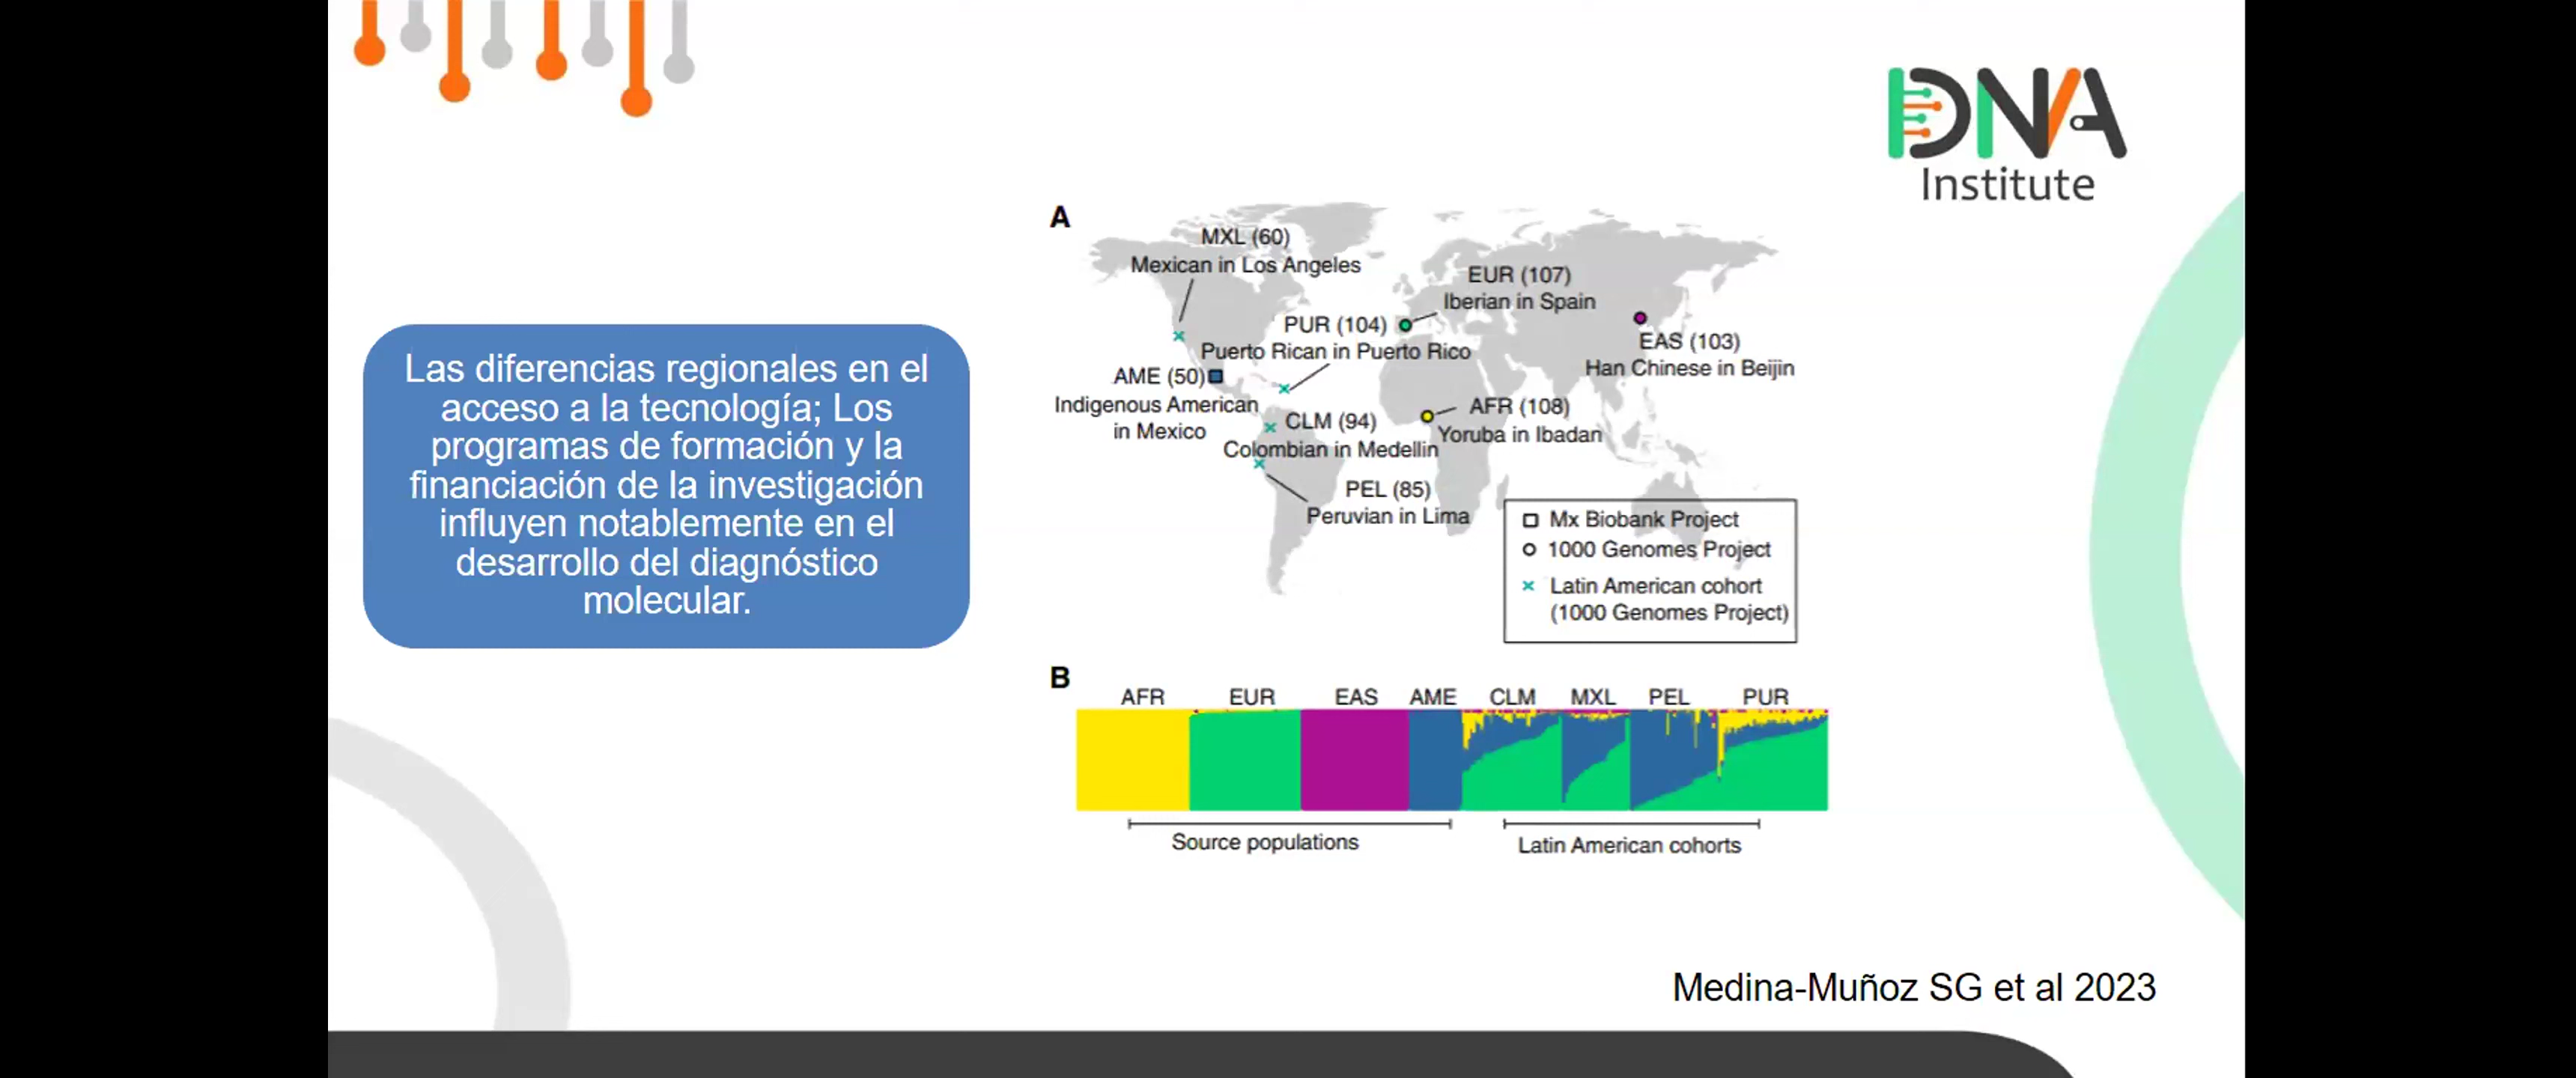 DNA
Institute
Las diferencias regionales en el
acceso a la tecnología; Los
programas de formación y la
financiación de la investigación
influyen notablemente en el
desarrollo del diagnóstico
molecular.
A
MXL (60)
Mexican in Los Angeles
EUR (107)
Iberian in Spain
PUR (104)
Puerto Rican in Puerto Rico
EAS (103)
Han Chinese in Beijin
AME (50)
Indigenous American
in Mexico
CLM (94)
Colombian in Medellin
AFR (108)
Yoruba in Ibadan
PEL (85)
Peruvian in Lima
Mx Biobank Project
1000 Genomes Project
Latin American cohort
(1000 Genomes Project)
B
AFR EUR EAS AME CLM MXL PEL PUR
Source populations
Latin American cohorts
Medina-Muñoz SG et al 2023